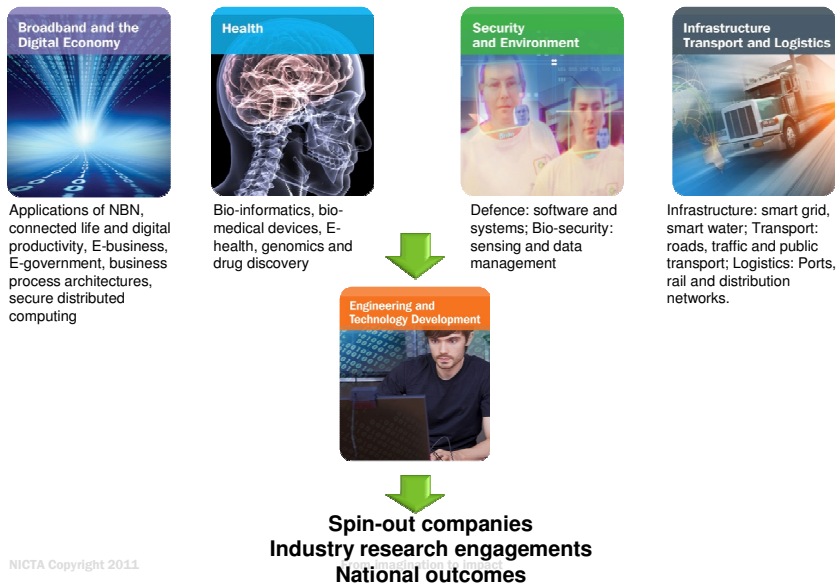 Broadband and the
Digital Economy
Health
Security
and Environment
Infrastructure
Transport and Logistics
Applications of NBN,
connected life and digital
productivity, E-business,
E-government, business
process architectures,
secure distributed
computing
Bio-informatics, bio-
medical devices, E-
health, genomics and
drug discovery
Defence: software and
systems; Bio-security:
sensing and data
management
Infrastructure: smart grid,
smart water; Transport:
roads, traffic and public
transport; Logistics: Ports,
rail and distribution
networks.
Engineering and
Technology Development
Spin-out companies
Industry research engagements
National outcomes
NICTA Copyright 2011
From imagination to impact